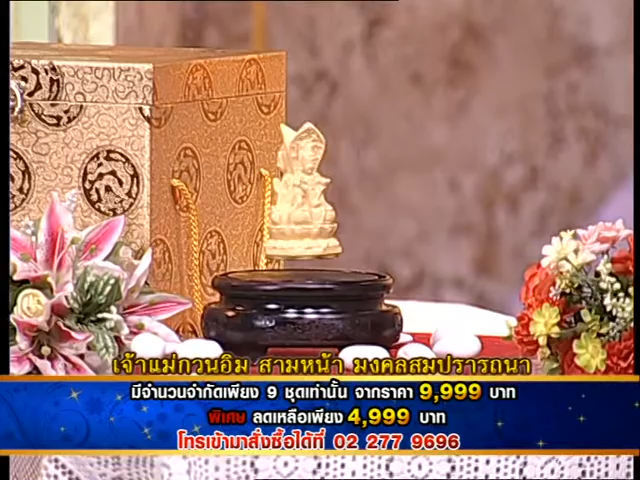 เจ้าแม่กวนอิม สามหน้า มงคลสมปรารถนา
มีจำนวนจำกัดเพียง 9 ชุดเท่านั้น จากราคา 9,999 บาท
พิเศษ ลดเหลือเพียง 4,999 บาท
โทรเข้ามาสั่งซื้อได้ที่ 02 277 9696